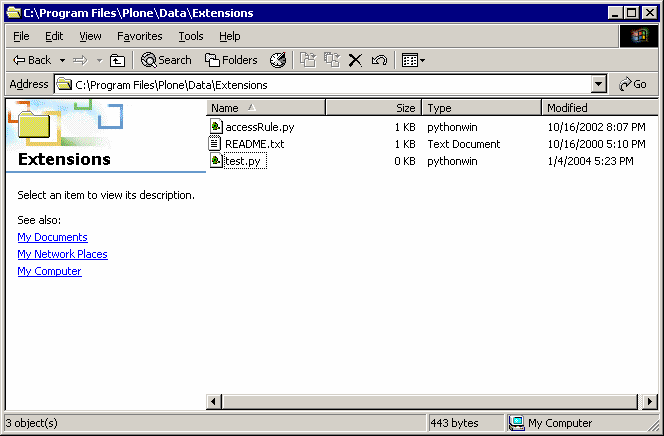 C:\Program Files\Plone\Data\Extensions
File Edit View Favorites Tools Help
Back Search Folders
Address C:\Program Files\Plone\Data\Extensions Go
Name Size Type Modified
accessRule.py 1 KB pythonwin 10/16/2002 8:07 PM
README.txt 1 KB Text Document 10/16/2000 5:10 PM
test.py 0 KB pythonwin 1/4/2004 5:23 PM
Extensions
Select an item to view its description.
See also:
My Documents
My Network Places
My Computer
3 object(s) 443 bytes My Computer